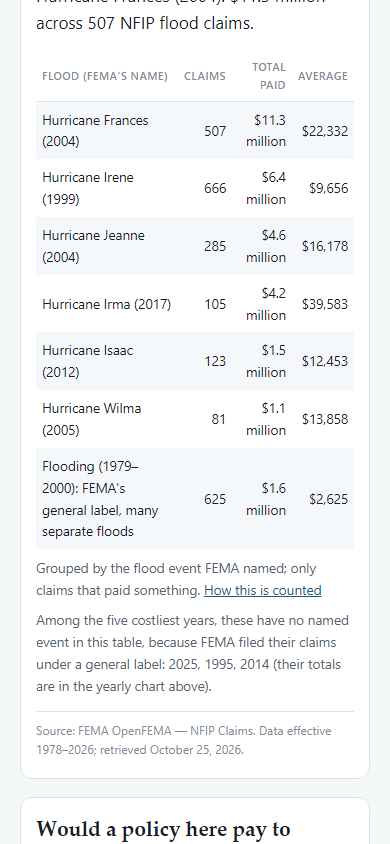 across 507 NFIP flood claims.
FLOOD (FEMA'S NAME) CLAIMS TOTAL PAID AVERAGE
Hurricane Frances (2004) 507 $11.3 million $22,332
Hurricane Irene (1999) 666 $6.4 million $9,656
Hurricane Jeanne (2004) 285 $4.6 million $16,178
Hurricane Irma (2017) 105 $4.2 million $39,583
Hurricane Isaac (2012) 123 $1.5 million $12,453
Hurricane Wilma (2005) 81 $1.1 million $13,858
Flooding (1979–2000): FEMA's general label, many separate floods 625 $1.6 million $2,625
Grouped by the flood event FEMA named; only
claims that paid something. How this is counted
Among the five costliest years, these have no named
event in this table, because FEMA filed their claims
under a general label: 2025, 1995, 2014 (their totals
are in the yearly chart above).
Source: FEMA OpenFEMA — NFIP Claims. Data effective
1978–2026; retrieved October 25, 2026.
Would a policy here pay to